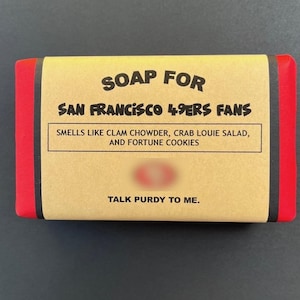 SOAP FOR
SAN FRANCISCO 49ERS FANS
SMELLS LIKE CLAM CHOWDER, CRAB LOUIE SALAD,
AND FORTUNE COOKIES
TALK PURDY TO ME.